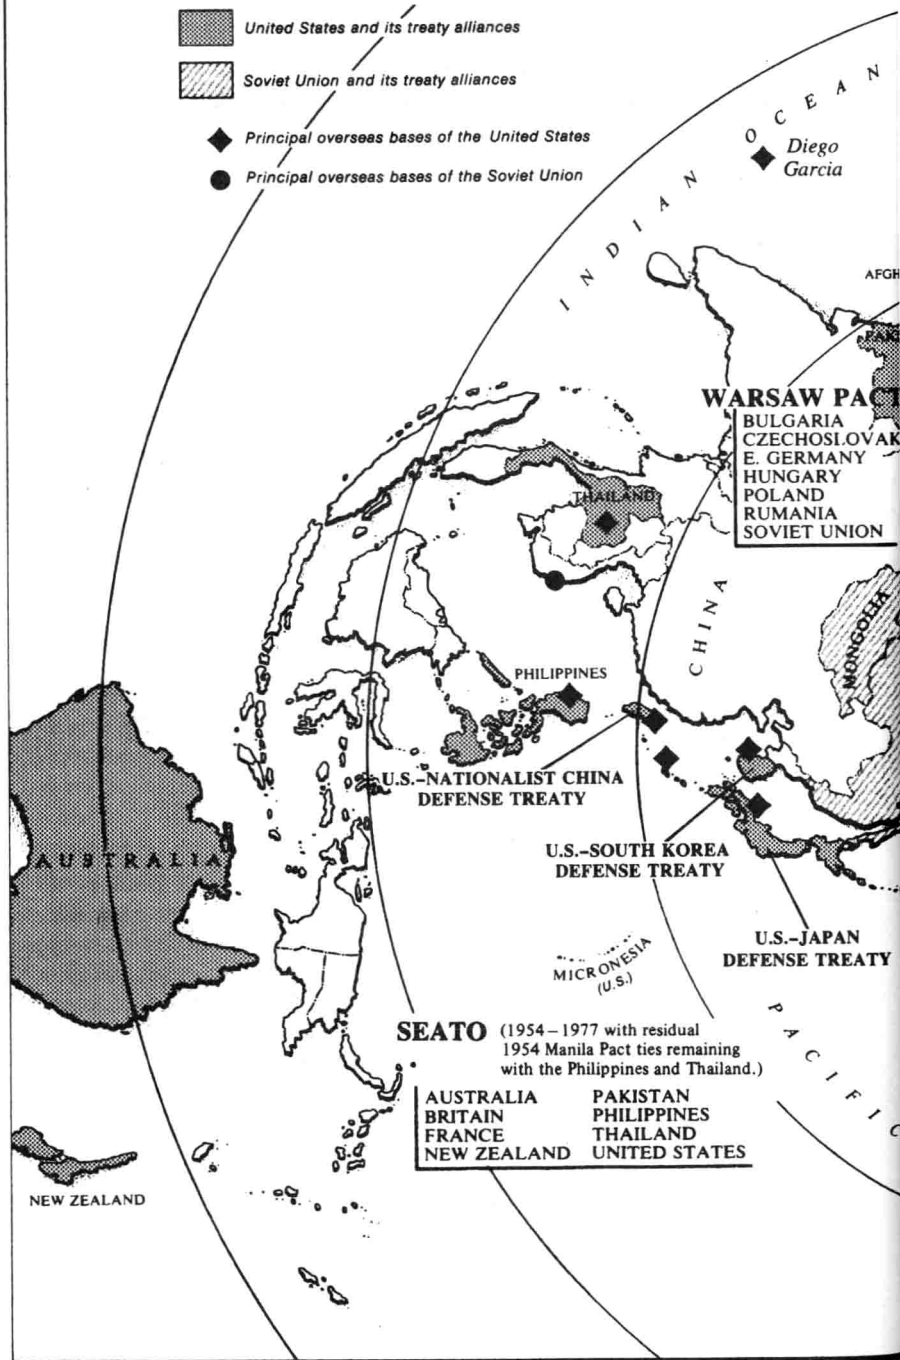 United States and its treaty alliances
Soviet Union and its treaty alliances
Principal overseas bases of the United States
Principal overseas bases of the Soviet Union
INDIAN OCEAN
Diego
Garcia
AFGH
PAK
WARSAW PACT
BULGARIA
CZECHOSLOVAK
E. GERMANY
HUNGARY
POLAND
RUMANIA
SOVIET UNION
THAILAND
CHINA
MONGOLIA
PHILIPPINES
U.S.–NATIONALIST CHINA
DEFENSE TREATY
AUSTRALIA
U.S.–SOUTH KOREA
DEFENSE TREATY
U.S.–JAPAN
DEFENSE TREATY
MICRONESIA
(U.S.)
PACIFIC
SEATO (1954–1977 with residual
1954 Manila Pact ties remaining
with the Philippines and Thailand.)
AUSTRALIA PAKISTAN
BRITAIN PHILIPPINES
FRANCE THAILAND
NEW ZEALAND UNITED STATES
NEW ZEALAND